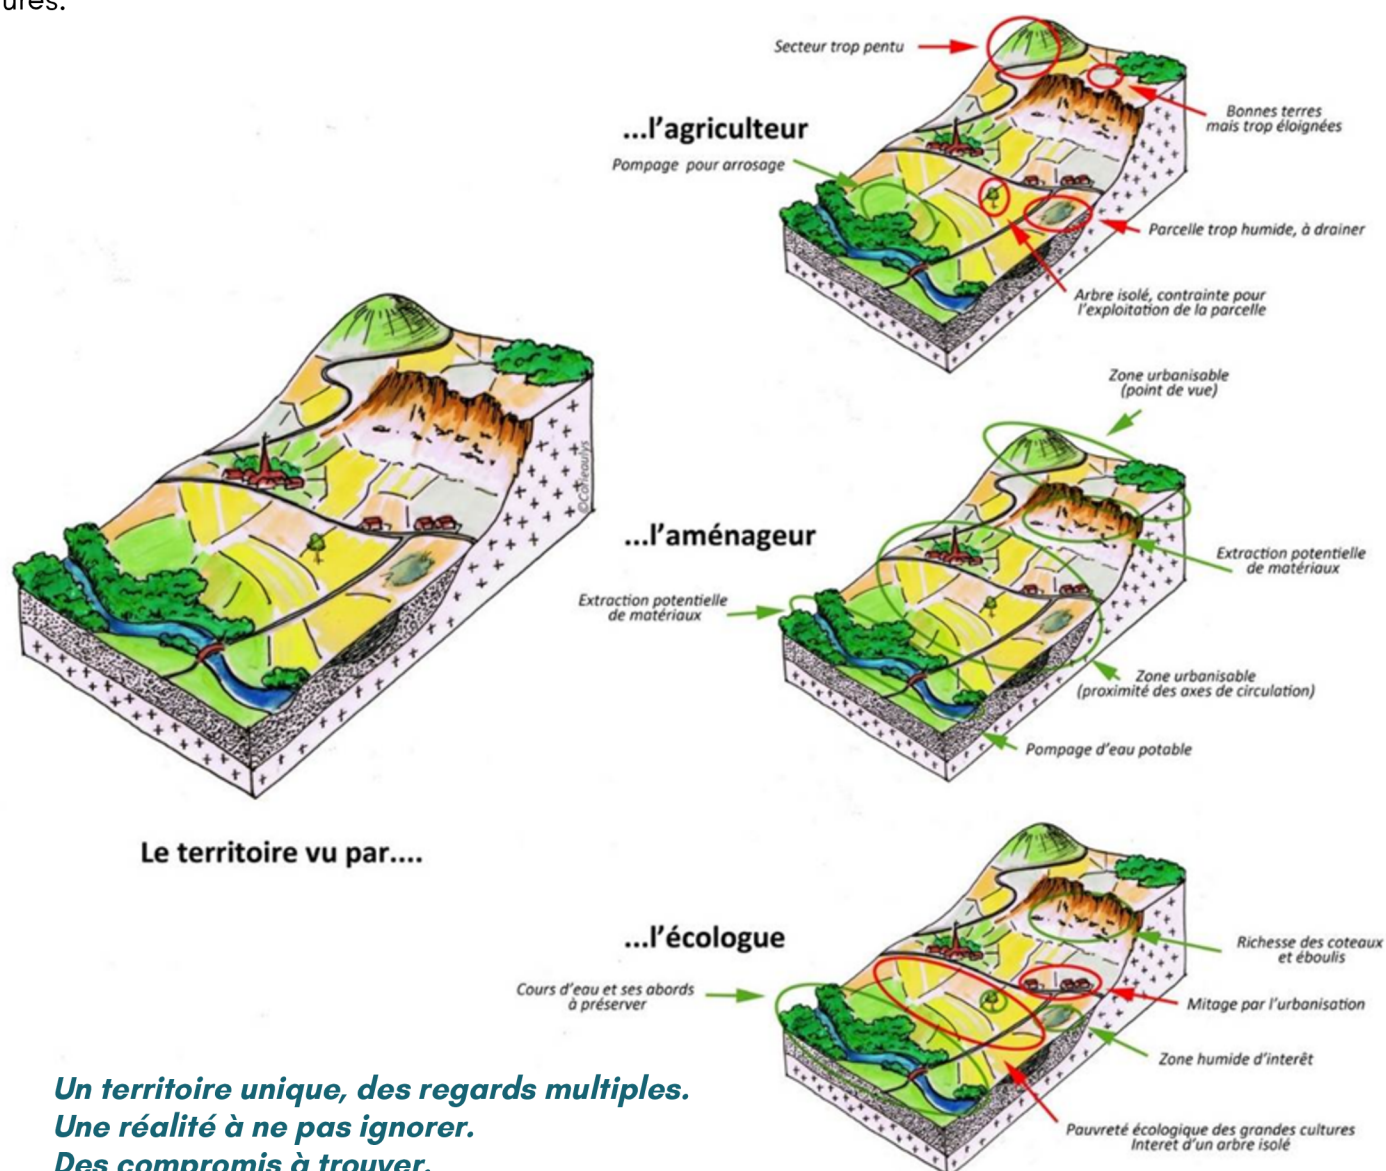 ures.
Secteur trop pentu
Bonnes terres
mais trop éloignées
...l'agriculteur
Pompage pour arrosage
Parcelle trop humide, à drainer
Arbre isolé, contrainte pour
l'exploitation de la parcelle
©Cafieaulys
Zone urbanisable
(point de vue)
...l'aménageur
Extraction potentielle
de matériaux
Extraction potentielle
de matériaux
Zone urbanisable
(proximité des axes de circulation)
Pompage d'eau potable
Le territoire vu par....
...l'écologue
Richesse des coteaux
et éboulis
Cours d'eau et ses abords
à préserver
Mitage par l'urbanisation
Zone humide d'interêt
Pauvreté écologique des grandes cultures
Interet d'un arbre isolé
Un territoire unique, des regards multiples.
Une réalité à ne pas ignorer.
Des compromis à trouver.